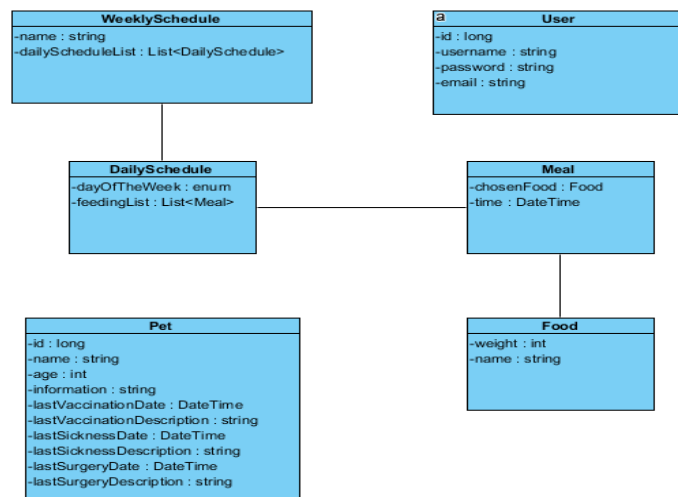 WeeklySchedule
-name : string
-dailyScheduleList : List<DailySchedule>
a
User
-id : long
-username : string
-password : string
-email : string
DailySchedule
-dayOfTheWeek : enum
-feedingList : List<Meal>
Meal
-chosenFood : Food
-time : DateTime
Pet
-id : long
-name : string
-age : int
-information : string
-lastVaccinationDate : DateTime
-lastVaccinationDescription : string
-lastSicknessDate : DateTime
-lastSicknessDescription : string
-lastSurgeryDate : DateTime
-lastSurgeryDescription : string
Food
-weight : int
-name : string